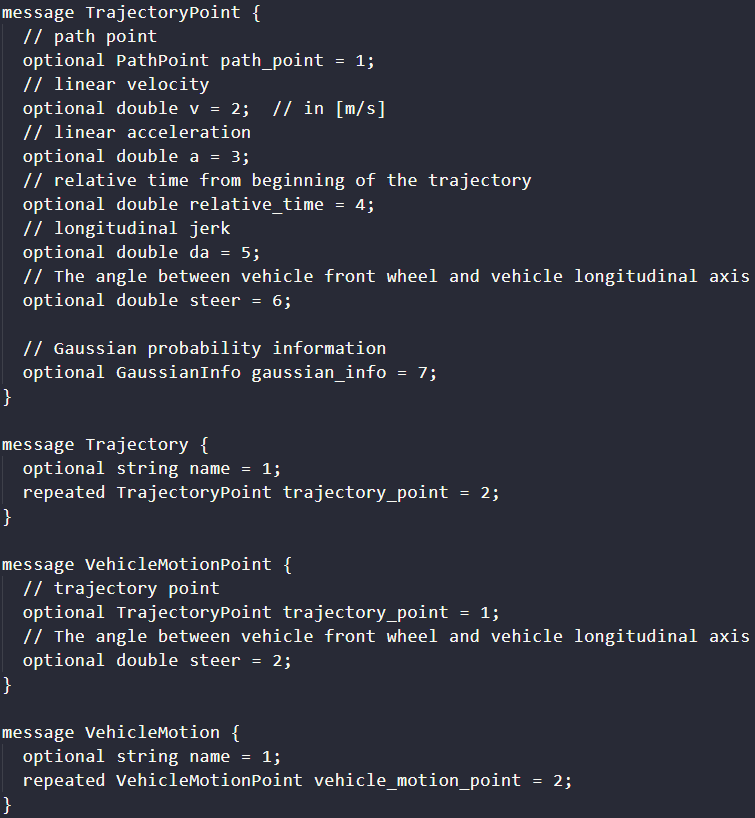 message TrajectoryPoint {
  // path point
  optional PathPoint path_point = 1;
  // linear velocity
  optional double v = 2;  // in [m/s]
  // linear acceleration
  optional double a = 3;
  // relative time from beginning of the trajectory
  optional double relative_time = 4;
  // longitudinal jerk
  optional double da = 5;
  // The angle between vehicle front wheel and vehicle longitudinal axis
  optional double steer = 6;

  // Gaussian probability information
  optional GaussianInfo gaussian_info = 7;
}

message Trajectory {
  optional string name = 1;
  repeated TrajectoryPoint trajectory_point = 2;
}

message VehicleMotionPoint {
  // trajectory point
  optional TrajectoryPoint trajectory_point = 1;
  // The angle between vehicle front wheel and vehicle longitudinal axis
  optional double steer = 2;
}

message VehicleMotion {
  optional string name = 1;
  repeated VehicleMotionPoint vehicle_motion_point = 2;
}